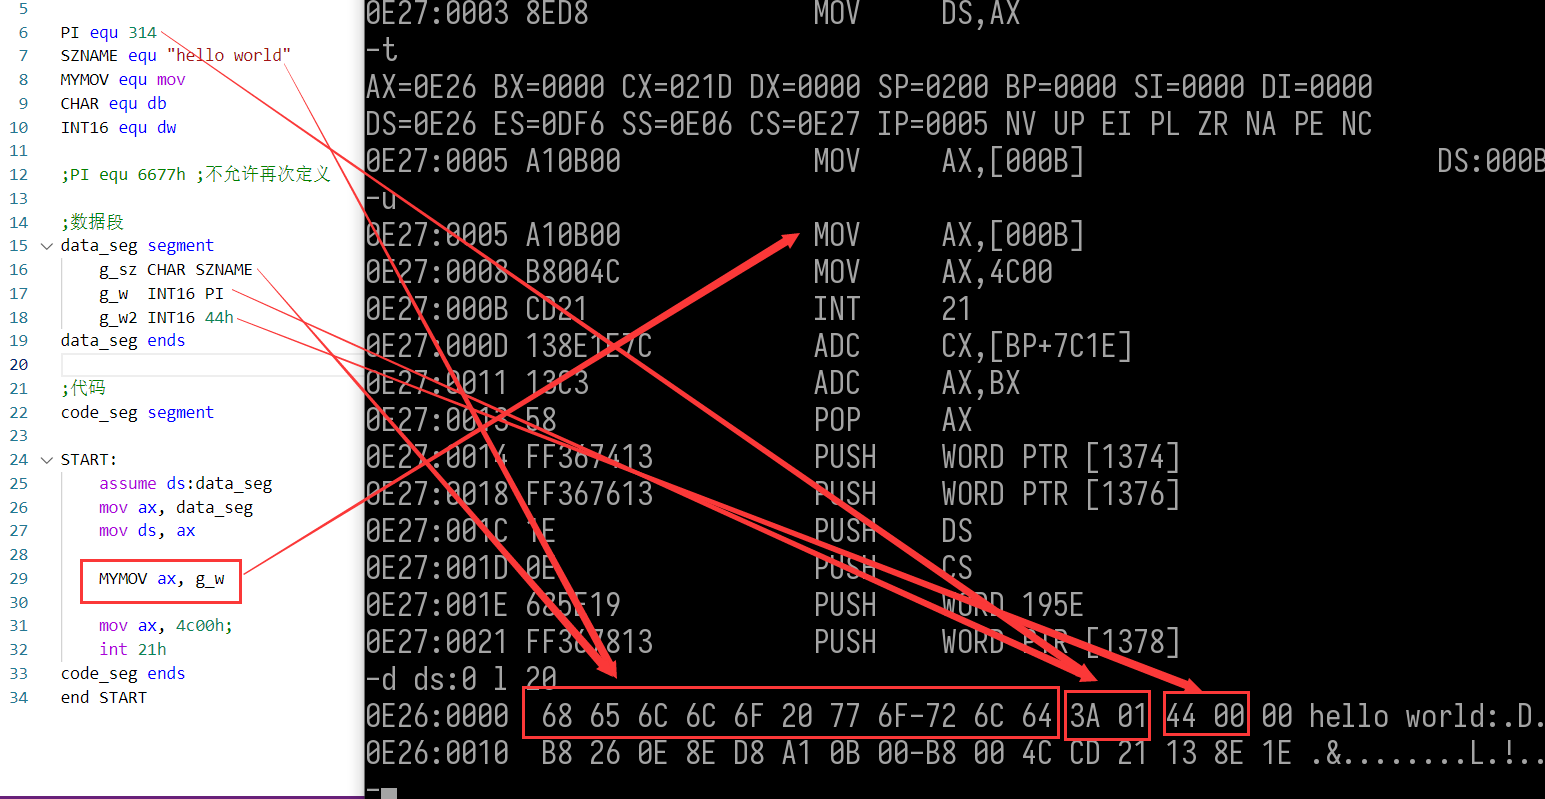 5
6 PI equ 314
7 SZNAME equ "hello world"
8 MYMOV equ mov
9 CHAR equ db
10 INT16 equ dw
11
12 ;PI equ 6677h ;不允许再次定义
13
14 ;数据段
15 data_seg segment
16 g_sz CHAR SZNAME
17 g_w INT16 PI
18 g_w2 INT16 44h
19 data_seg ends
20
21 ;代码
22 code_seg segment
23
24 START:
25 assume ds:data_seg
26 mov ax, data_seg
27 mov ds, ax
28
29 MYMOV ax, g_w
30
31 mov ax, 4c00h;
32 int 21h
33 code_seg ends
34 end START
0E27:0003 8ED8 MOV DS,AX
-t
AX=0E26 BX=0000 CX=021D DX=0000 SP=0200 BP=0000 SI=0000 DI=0000
DS=0E26 ES=0DF6 SS=0E06 CS=0E27 IP=0005 NV UP EI PL ZR NA PE NC
0E27:0005 A10B00 MOV AX,[000B] DS:000B
-u
0E27:0005 A10B00 MOV AX,[000B]
0E27:0008 B8004C MOV AX,4C00
0E27:000B CD21 INT 21
0E27:000D 138E1E7C ADC CX,[BP+7C1E]
0E27:0011 13C3 ADC AX,BX
0E27:0013 58 POP AX
0E27:0014 FF367413 PUSH WORD PTR [1374]
0E27:0018 FF367613 PUSH WORD PTR [1376]
0E27:001C 1E PUSH DS
0E27:001D 0E PUSH CS
0E27:001E 685E19 PUSH WORD 195E
0E27:0021 FF367813 PUSH WORD PTR [1378]
-d ds:0 l 20
0E26:0000 68 65 6C 6C 6F 20 77 6F-72 6C 64 3A 01 44 00 00 hello world:.D.
0E26:0010 B8 26 0E 8E D8 A1 0B 00-B8 00 4C CD 21 13 8E 1E .&........L.!..
-